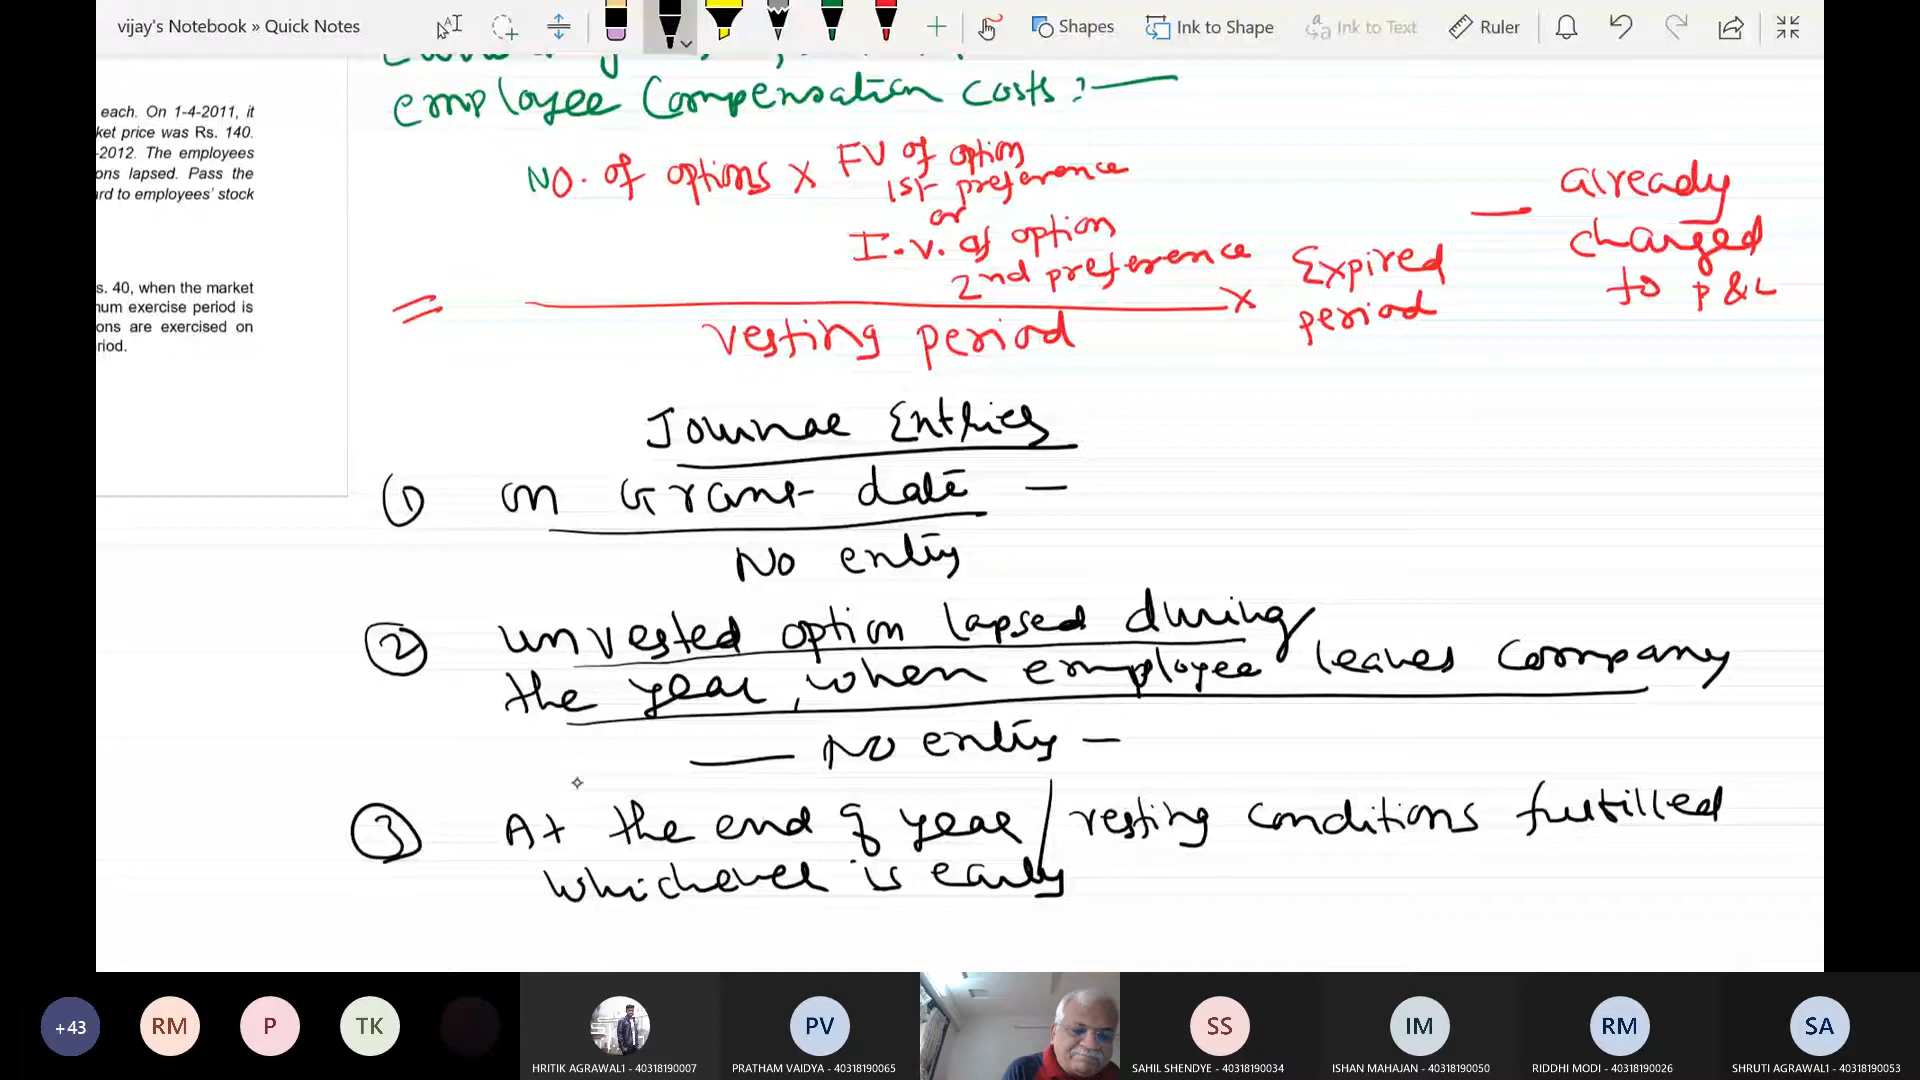 vijay's Notebook » Quick Notes
Shapes
Ink to Shape
Ink to Text
Ruler
each. On 1-4-2011, it
ket price was Rs. 140.
-2012. The employees
ons lapsed. Pass the
rd to employees' stock
s. 40, when the market
num exercise period is
ons are exercised on
riod.
employee Compensation Costs :—
NO. of options × FV of option
1st preference
or
I.V. of option
2nd preference
= × Expired period
vesting period
— already
charged
to P&L
Journal Entries
① on Grant date —
No entry
② unvested option lapsed during
the year, when employee leaves company
— No entry —
③ At the end of year / vesting conditions fulfilled
whichever is early
+43
RM
P
TK
HRITIK AGRAWAL1 - 40318190007
PV
PRATHAM VAIDYA - 40318190065
SS
SAHIL SHENDYE - 40318190034
IM
ISHAN MAHAJAN - 40318190050
RM
RIDDHI MODI - 40318190026
SA
SHRUTI AGRAWAL1 - 40318190053